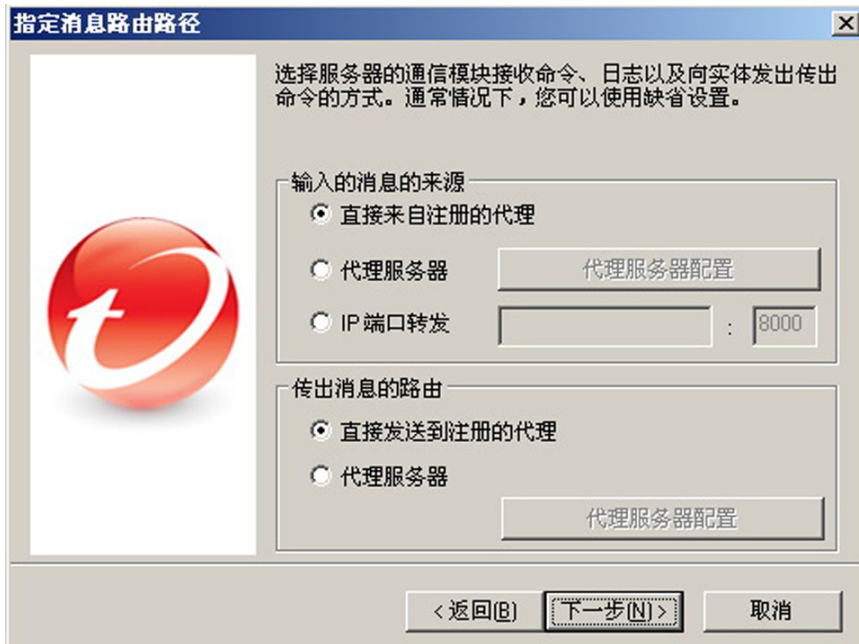 指定消息路由路径
选择服务器的通信模块接收命令、日志以及向实体发出传出
命令的方式。通常情况下，您可以使用缺省设置。
输入的消息的来源
直接来自注册的代理
代理服务器
代理服务器配置
IP 端口转发
: 8000
传出消息的路由
直接发送到注册的代理
代理服务器
代理服务器配置
< 返回(B)
下一步(N) >
取消